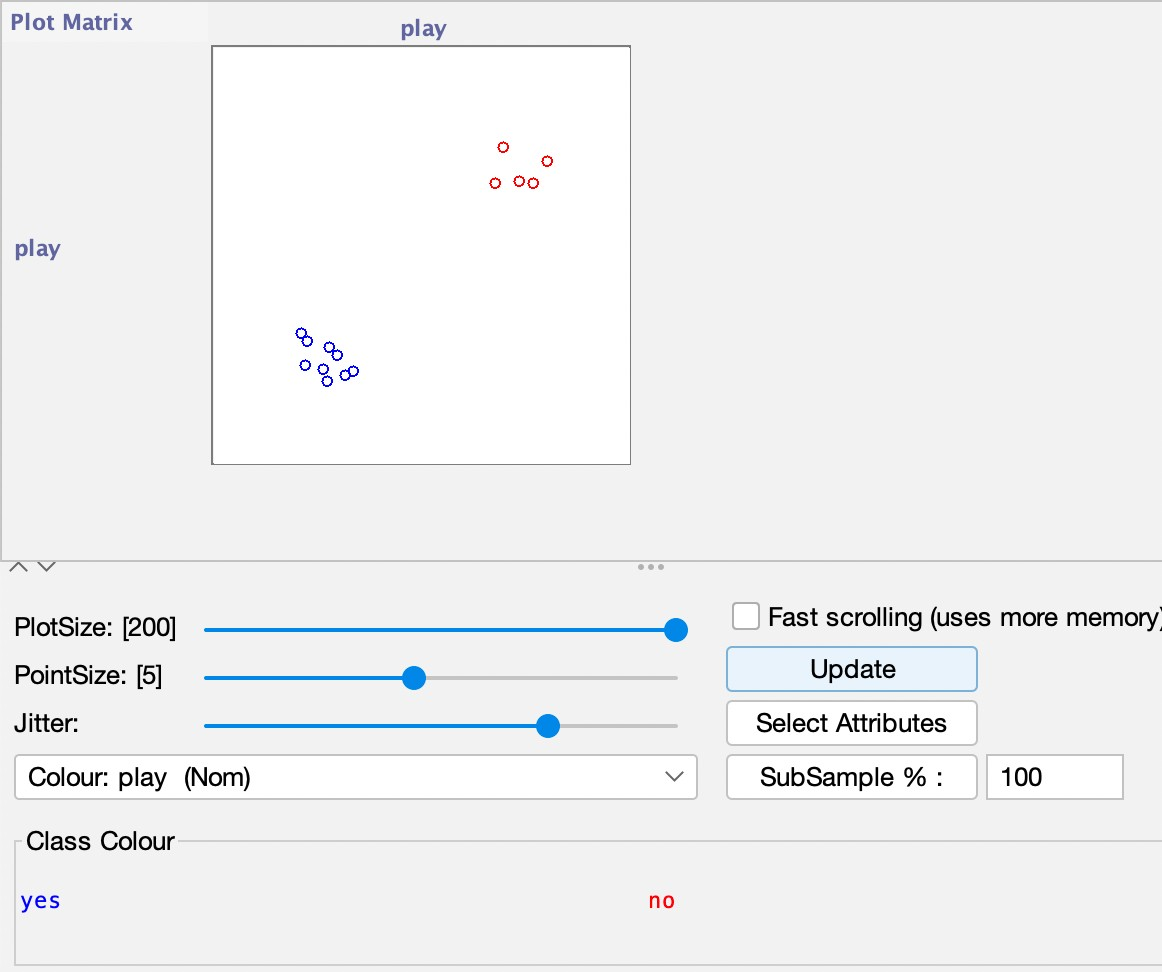 Plot Matrix
play
play
PlotSize: [200]
Fast scrolling (uses more memory)
PointSize: [5]
Update
Jitter:
Select Attributes
Colour: play (Nom)
SubSample % :
100
Class Colour
yes
no